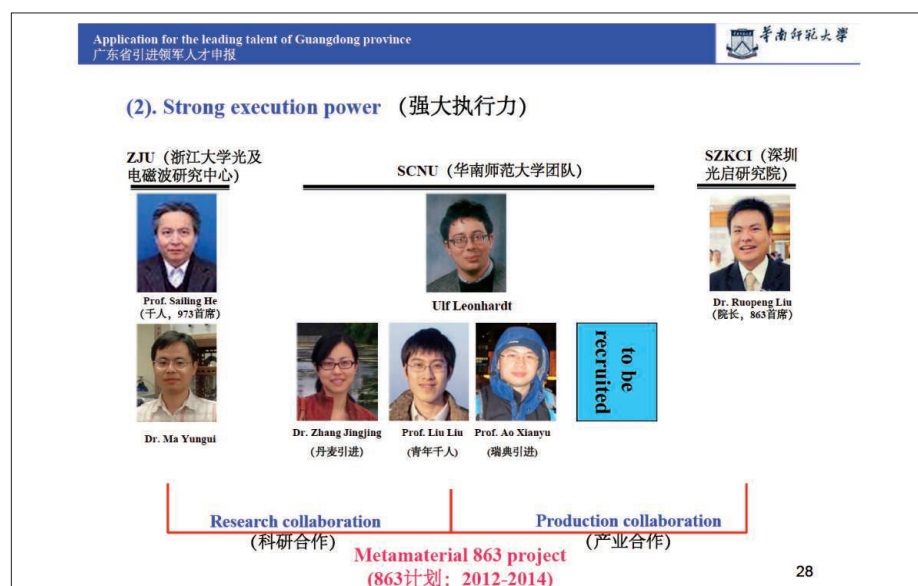 Application for the leading talent of Guangdong province
广东省引进领军人才申报
华南师范大学
(2). Strong execution power （强大执行力）
ZJU（浙江大学光及
电磁波研究中心）
SCNU（华南师范大学团队）
SZKCI（深圳
光启研究院）
Prof. Sailing He
(千人，973首席)
Ulf Leonhardt
Dr. Ruopeng Liu
(院长，863首席)
Dr. Ma Yungui
Dr. Zhang Jingjing
(丹麦引进)
Prof. Liu Liu
(青年千人)
Prof. Ao Xianyu
(瑞典引进)
to be
recruited
Research collaboration
(科研合作)
Production collaboration
(产业合作)
Metamaterial 863 project
(863计划：2012-2014)
28